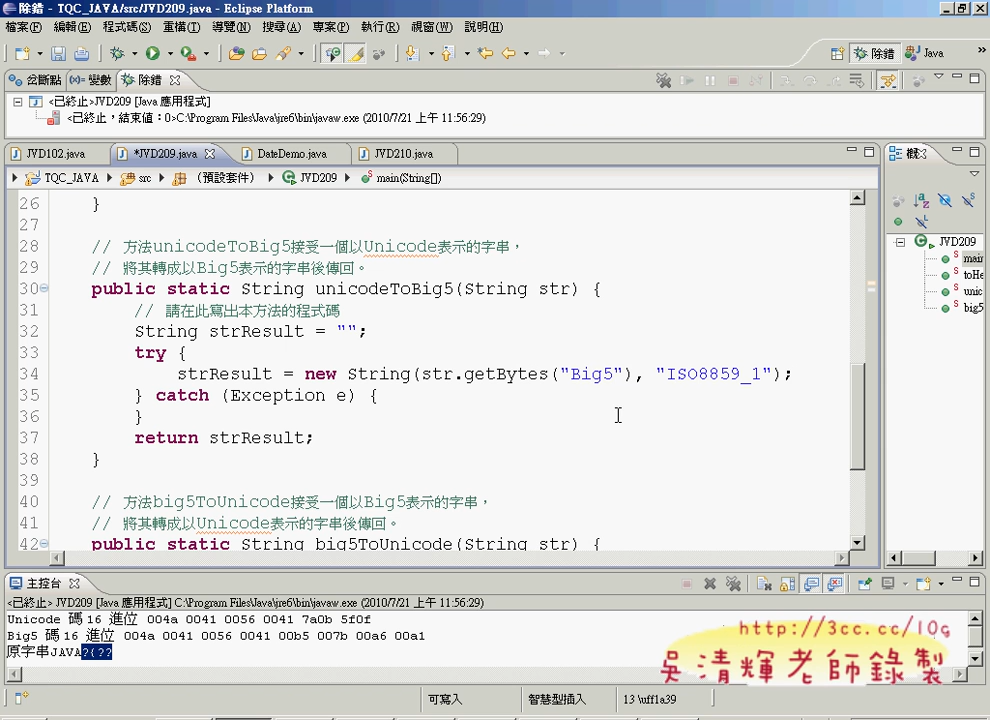 除錯 - TQC_JAVA/src/JVD209.java - Eclipse Platform
檔案(F) 編輯(E) 程式碼(S) 重構(T) 導覽(N) 搜尋(A) 專案(P) 執行(R) 視窗(W) 說明(H)
除錯 Java
岔斷點 (x)= 變數 除錯
<已終止>JVD209 [Java 應用程式]
<已終止，結束值：0>C:\Program Files\Java\jre6\bin\javaw.exe (2010/7/21 上午 11:56:29)
JVD102.java *JVD209.java DateDemo.java JVD210.java
TQC_JAVA src (預設套件) JVD209 main(String[])
26 }
27
28 // 方法unicodeToBig5接受一個以Unicode表示的字串，
29 // 將其轉成以Big5表示的字串後傳回。
30 public static String unicodeToBig5(String str) {
31 // 請在此寫出本方法的程式碼
32 String strResult = "";
33 try {
34 strResult = new String(str.getBytes("Big5"), "ISO8859_1");
35 } catch (Exception e) {
36 }
37 return strResult;
38 }
39
40 // 方法big5ToUnicode接受一個以Big5表示的字串，
41 // 將其轉成以Unicode表示的字串後傳回。
42 public static String big5ToUnicode(String str) {
JVD209
main
toHe
unic
big5
主控台
<已終止> JVD209 [Java 應用程式] C:\Program Files\Java\jre6\bin\javaw.exe (2010/7/21 上午 11:56:29)
Unicode 碼16 進位 004a 0041 0056 0041 7a0b 5f0f
Big5 碼16 進位 004a 0041 0056 0041 00b5 007b 00a6 00a1
原字串JAVA?{??
http://3cc.cc/10g
吳清輝老師錄製
可寫入 智慧型插入 13 \uff1a39